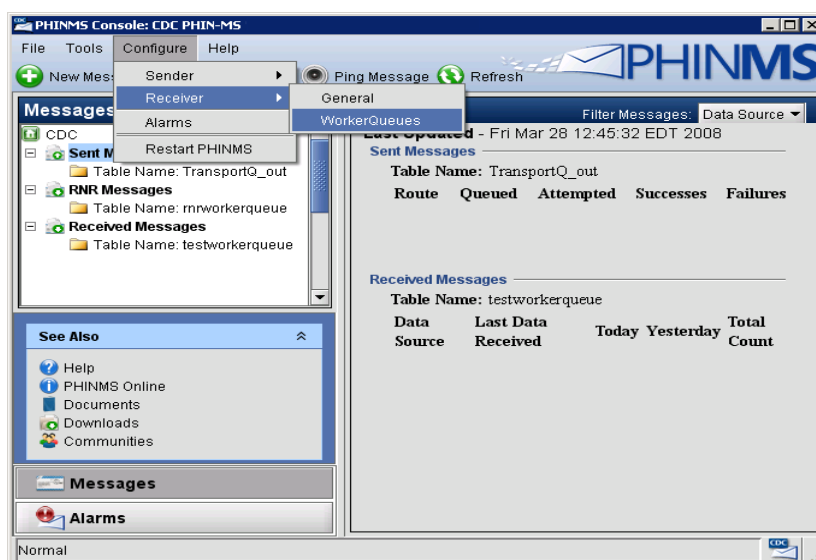 PHINMS Console: CDC PHIN-MS
File Tools Configure Help
New Mes
Ping Message Refresh
PHINMS
Sender
Receiver
Alarms
Restart PHINMS
General
WorkerQueues
Messages
Filter Messages: Data Source
CDC
Sent M
Table Name: TransportQ_out
RNR Messages
Table Name: rnrworkerqueue
Received Messages
Table Name: testworkerqueue
Last Updated - Fri Mar 28 12:45:32 EDT 2008
Sent Messages
Table Name: TransportQ_out
Route Queued Attempted Successes Failures
Received Messages
Table Name: testworkerqueue
Data Source Last Data Received Today Yesterday Total Count
See Also
Help
PHINMS Online
Documents
Downloads
Communities
Messages
Alarms
Normal
CDC